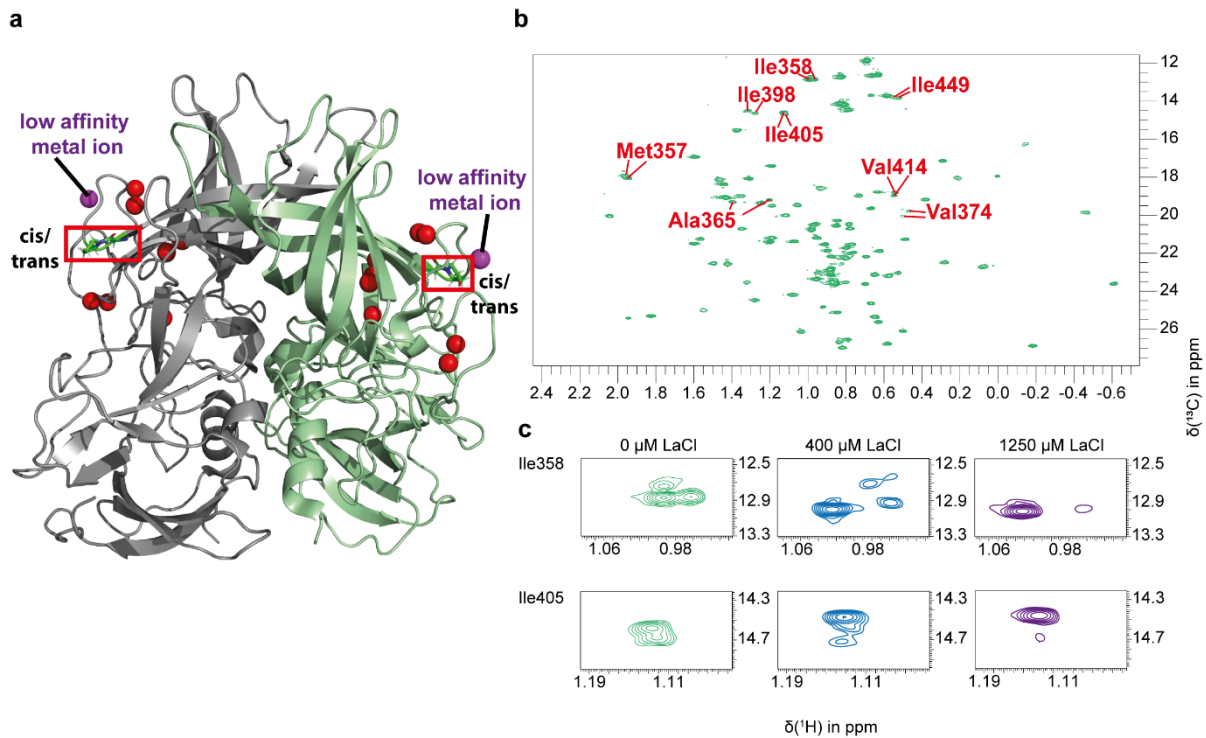 a
low affinity
metal ion
low affinity
metal ion
cis/
trans
cis/
trans
b
Ile358
Ile398
Ile405
Ile449
Met357
Val414
Ala365
Val374
12
14
16
18
20
22
24
26
2.4 2.2 2.0 1.8 1.6 1.4 1.2 1.0 0.8 0.6 0.4 0.2 0.0 -0.2 -0.4 -0.6
δ(¹³C) in ppm
c
0 µM LaCl 400 µM LaCl 1250 µM LaCl
Ile358
12.5 12.5 12.5
12.9 12.9 12.9
13.3 13.3 13.3
1.06 0.98 1.06 0.98 1.06 0.98
Ile405
14.3 14.3 14.3
14.7 14.7 14.7
1.19 1.11 1.19 1.11 1.19 1.11
δ(¹H) in ppm